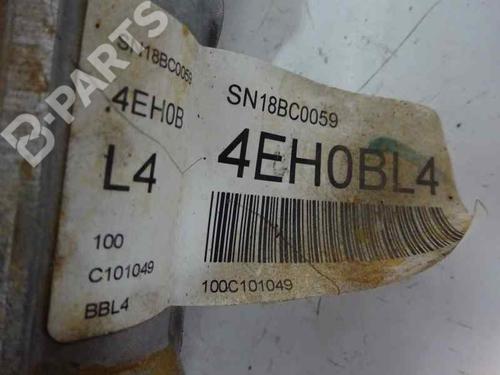 B-PARTS
SN18BC0059
4EH0B
L4
100
C101049
BBL4
SN18BC0059
4EH0BL4
100C101049